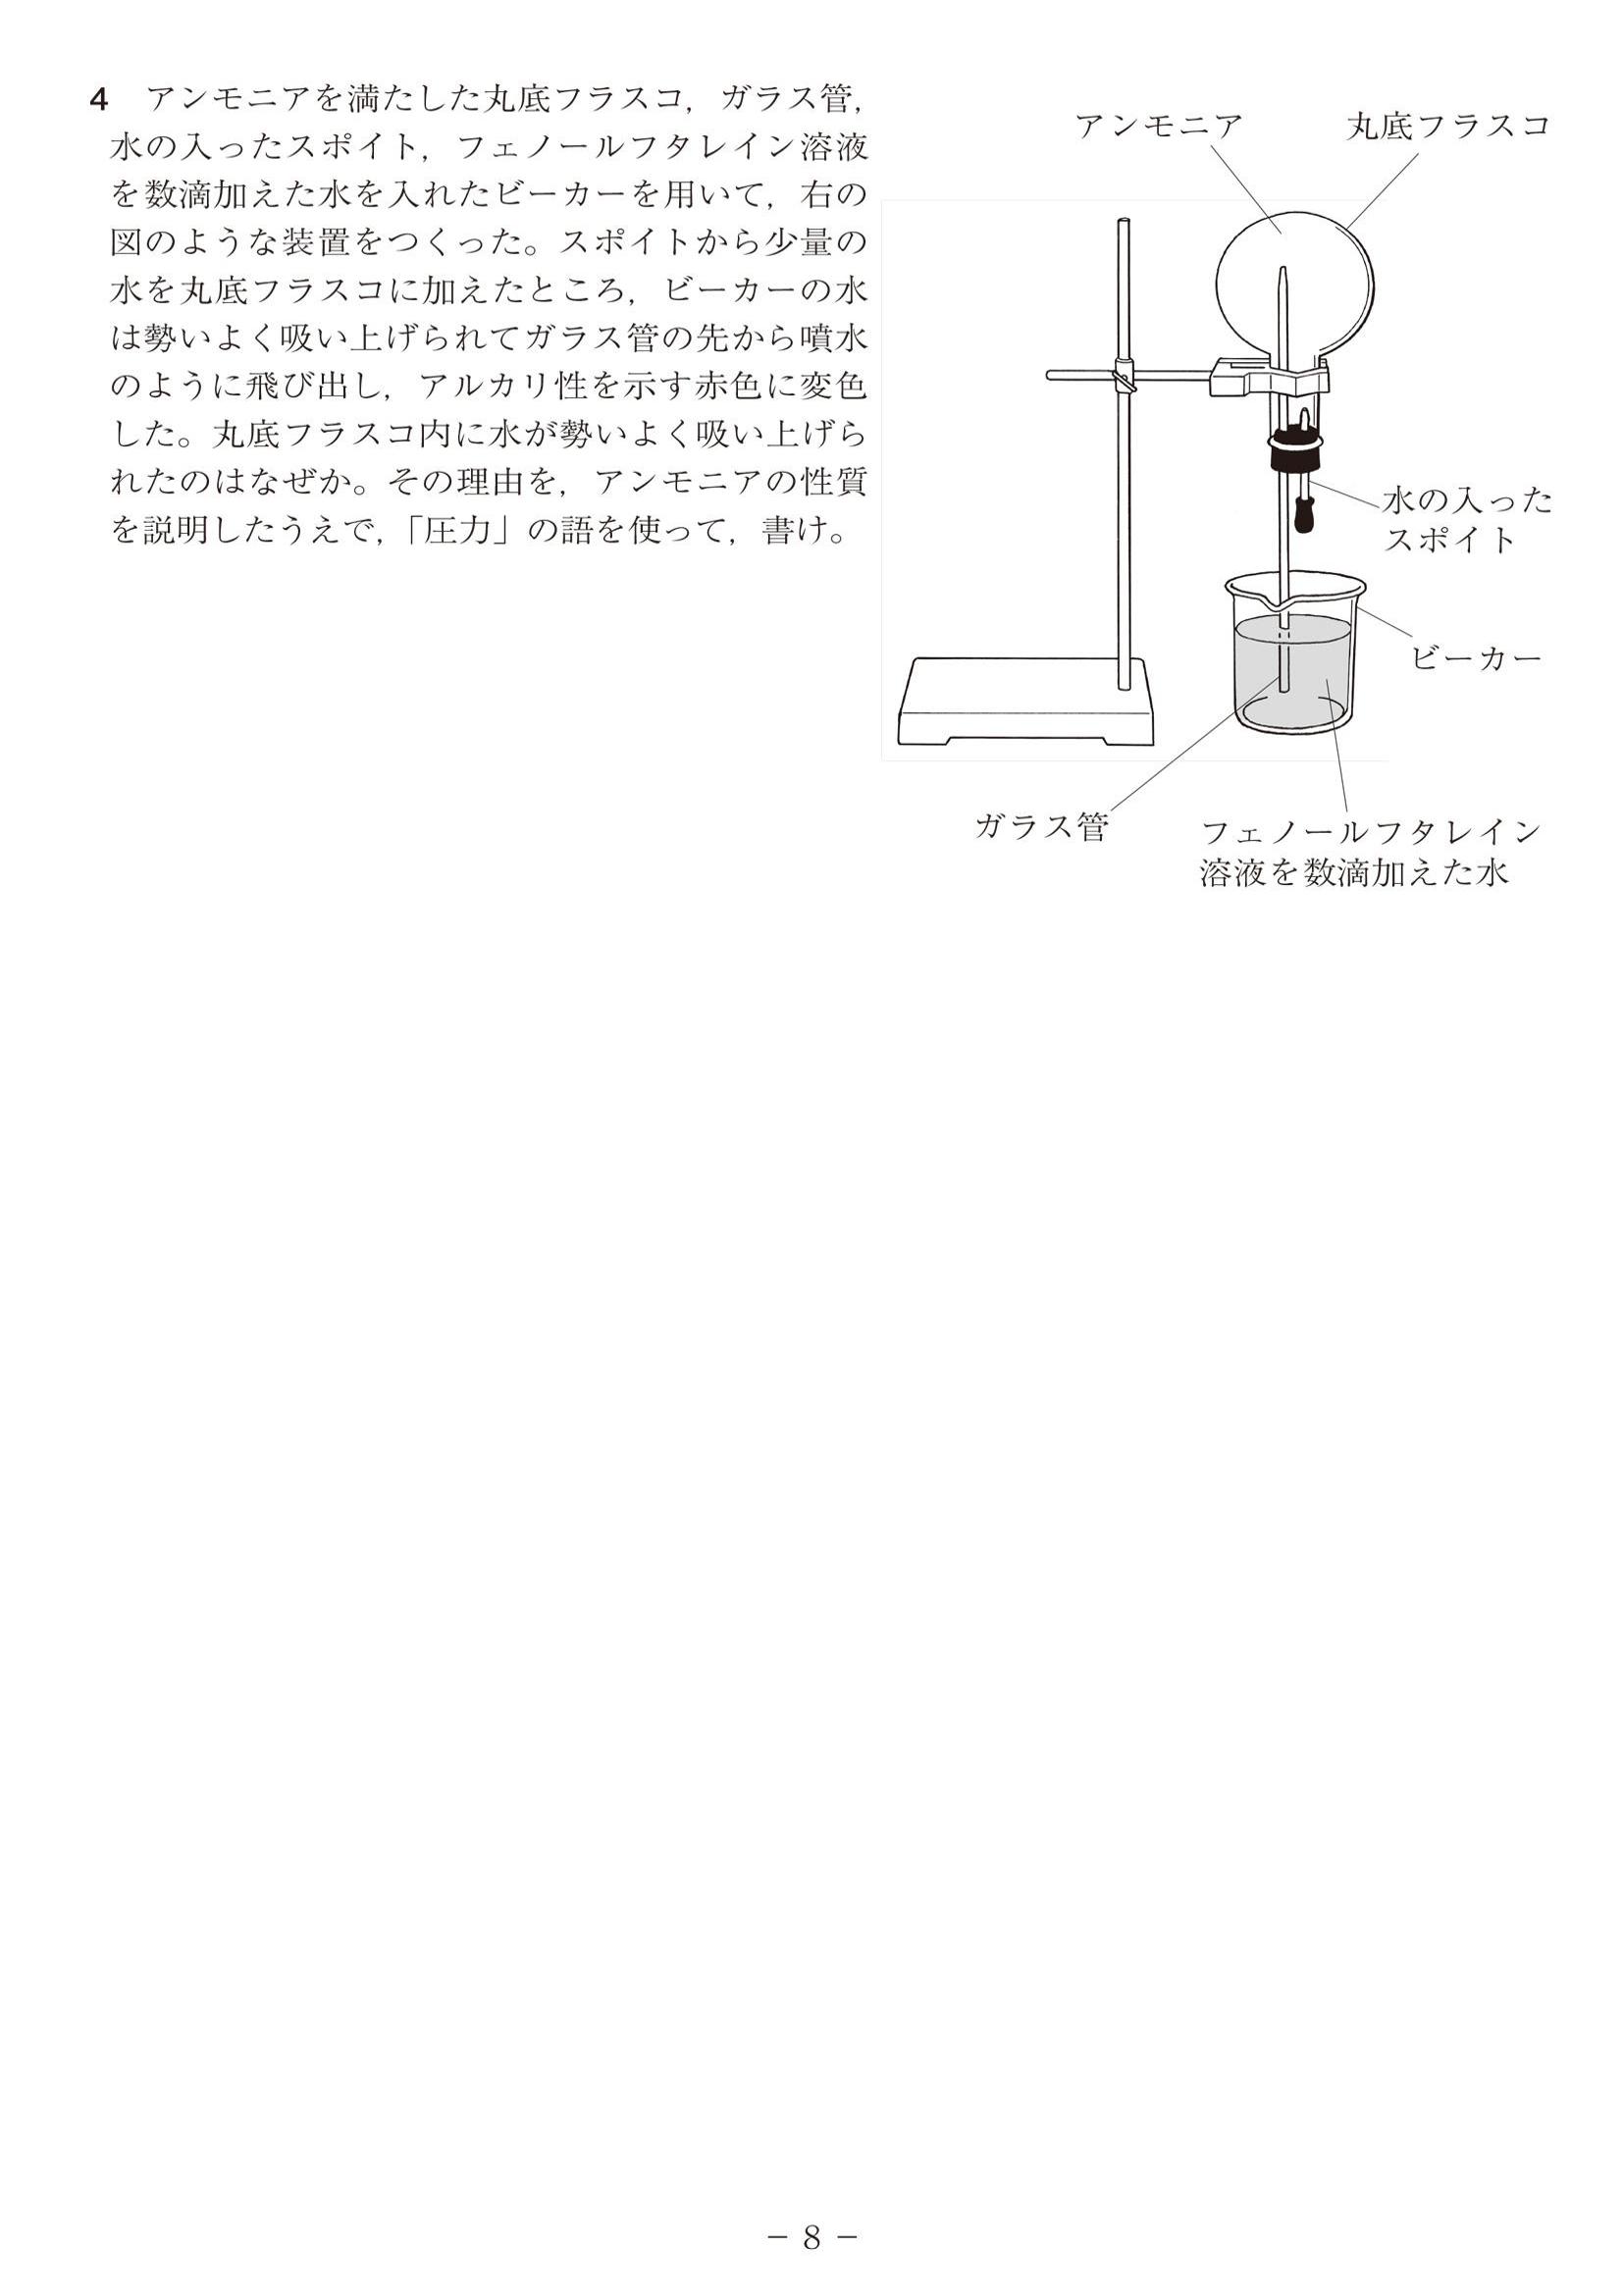 4　アンモニアを満たした丸底フラスコ，ガラス管，
水の入ったスポイト，フェノールフタレイン溶液
を数滴加えた水を入れたビーカーを用いて，右の
図のような装置をつくった。スポイトから少量の
水を丸底フラスコに加えたところ，ビーカーの水
は勢いよく吸い上げられてガラス管の先から噴水
のように飛び出し，アルカリ性を示す赤色に変色
した。丸底フラスコ内に水が勢いよく吸い上げら
れたのはなぜか。その理由を，アンモニアの性質
を説明したうえで，「圧力」の語を使って，書け。
アンモニア
丸底フラスコ
水の入った
スポイト
ビーカー
ガラス管
フェノールフタレイン
溶液を数滴加えた水
－ 8 －